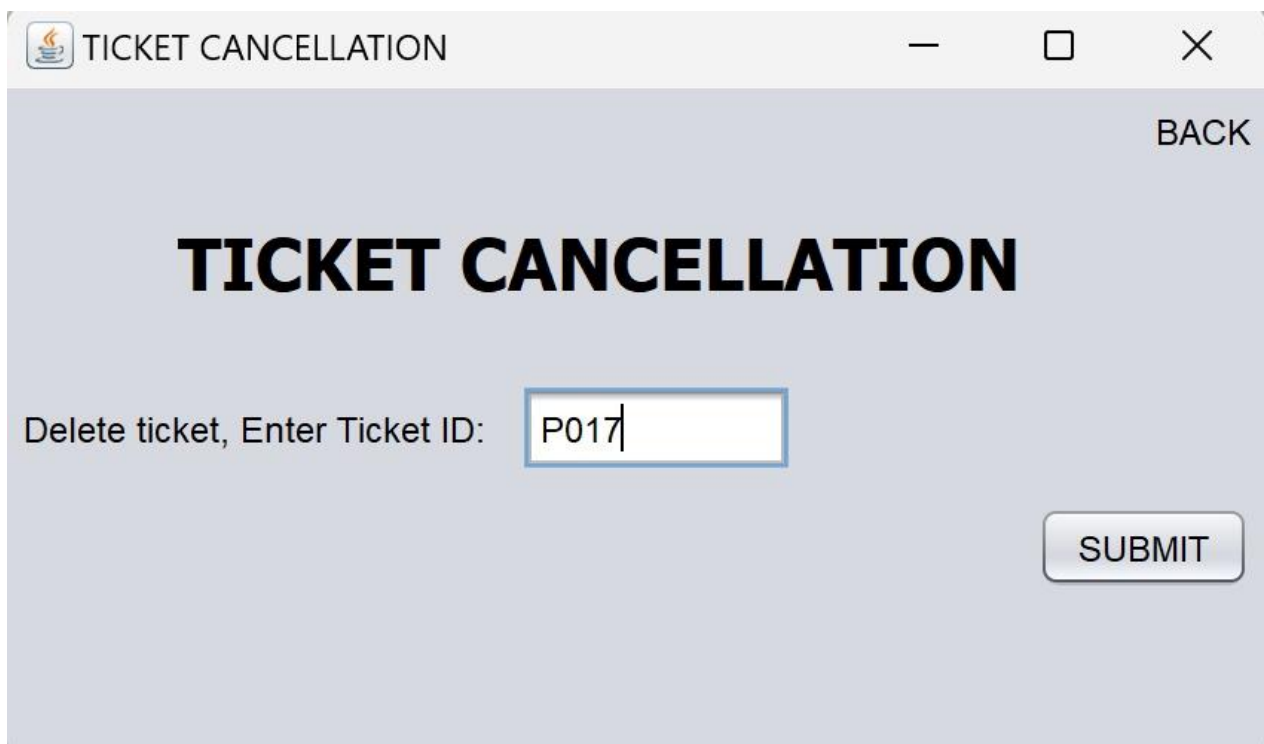 TICKET CANCELLATION
BACK
TICKET CANCELLATION
Delete ticket, Enter Ticket ID: P017
SUBMIT